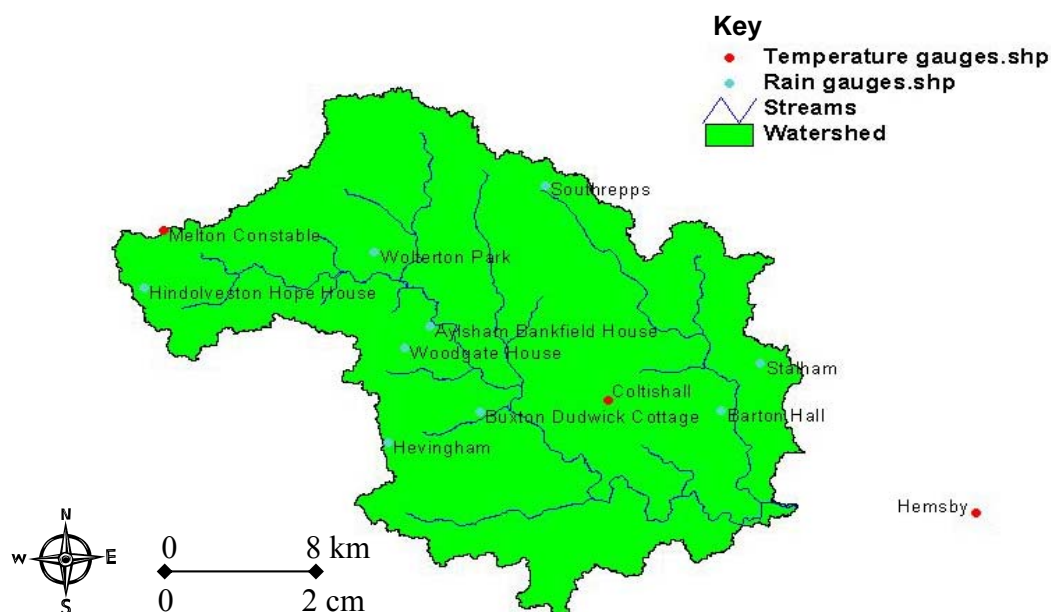 Key
Temperature gauges.shp
Rain gauges.shp
Streams
Watershed
Southrepps
Melton Constable
Wolterton Park
Hindolveston Hope House
Aylsham Bankfield House
Woodgate House
Stalham
Coltishall
Buxton Dudwick Cottage
Barton Hall
Hevingham
Hemsby
N
W E
S
0 8 km
0 2 cm